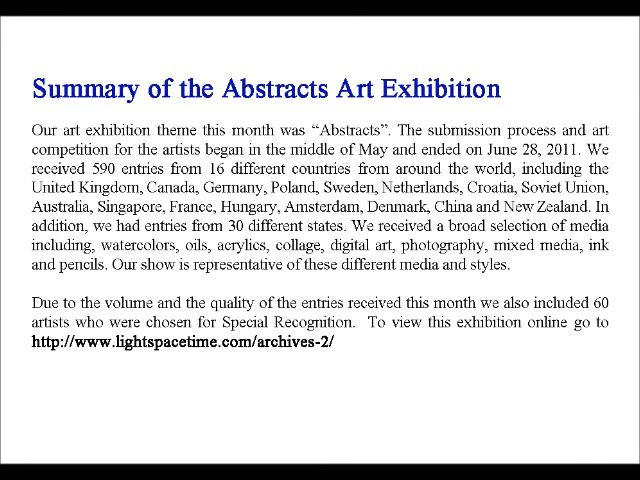 Summary of the Abstracts Art Exhibition
Our art exhibition theme this month was “Abstracts”. The submission process and art
competition for the artists began in the middle of May and ended on June 28, 2011. We
received 590 entries from 16 different countries from around the world, including the
United Kingdom, Canada, Germany, Poland, Sweden, Netherlands, Croatia, Soviet Union,
Australia, Singapore, France, Hungary, Amsterdam, Denmark, China and New Zealand. In
addition, we had entries from 30 different states. We received a broad selection of media
including, watercolors, oils, acrylics, collage, digital art, photography, mixed media, ink
and pencils. Our show is representative of these different media and styles.
Due to the volume and the quality of the entries received this month we also included 60
artists who were chosen for Special Recognition. To view this exhibition online go to
http://www.lightspacetime.com/archives-2/